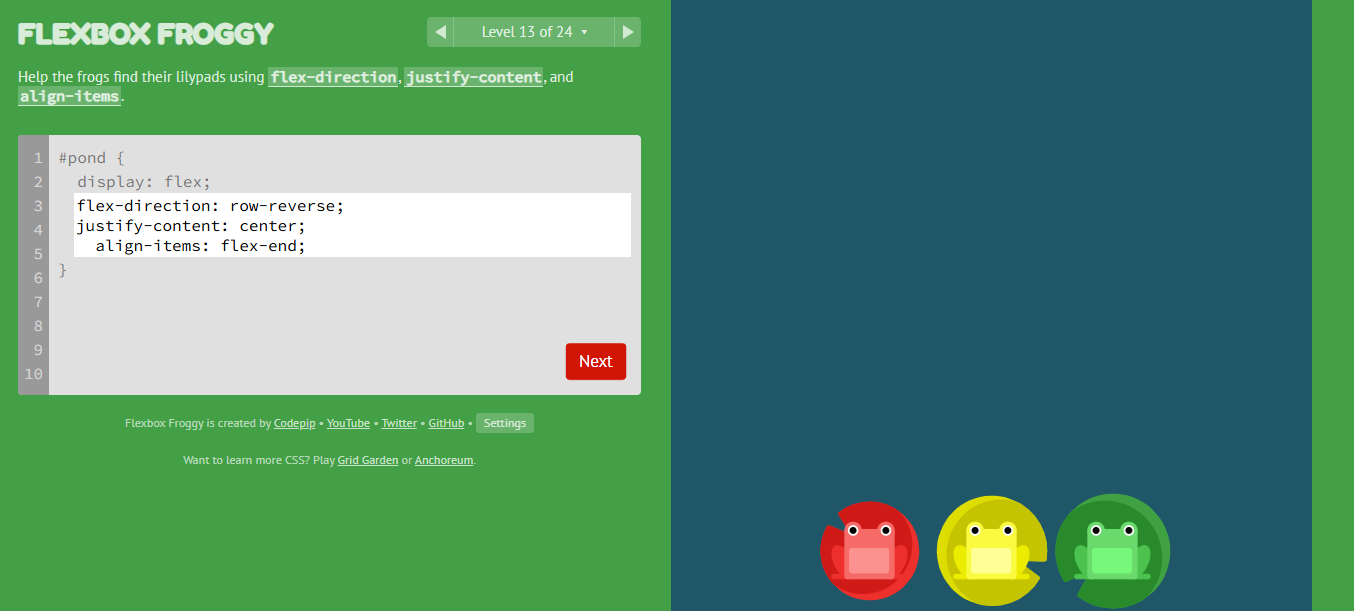 FLEXBOX FROGGY
◀ Level 13 of 24 ▾ ▶
Help the frogs find their lilypads using flex-direction, justify-content, and
align-items.
1 #pond {
2   display: flex;
3   flex-direction: row-reverse;
4   justify-content: center;
5     align-items: flex-end;
6 }
7
8
9
10
Next
Flexbox Froggy is created by Codepip • YouTube • Twitter • GitHub • Settings
Want to learn more CSS? Play Grid Garden or Anchoreum.